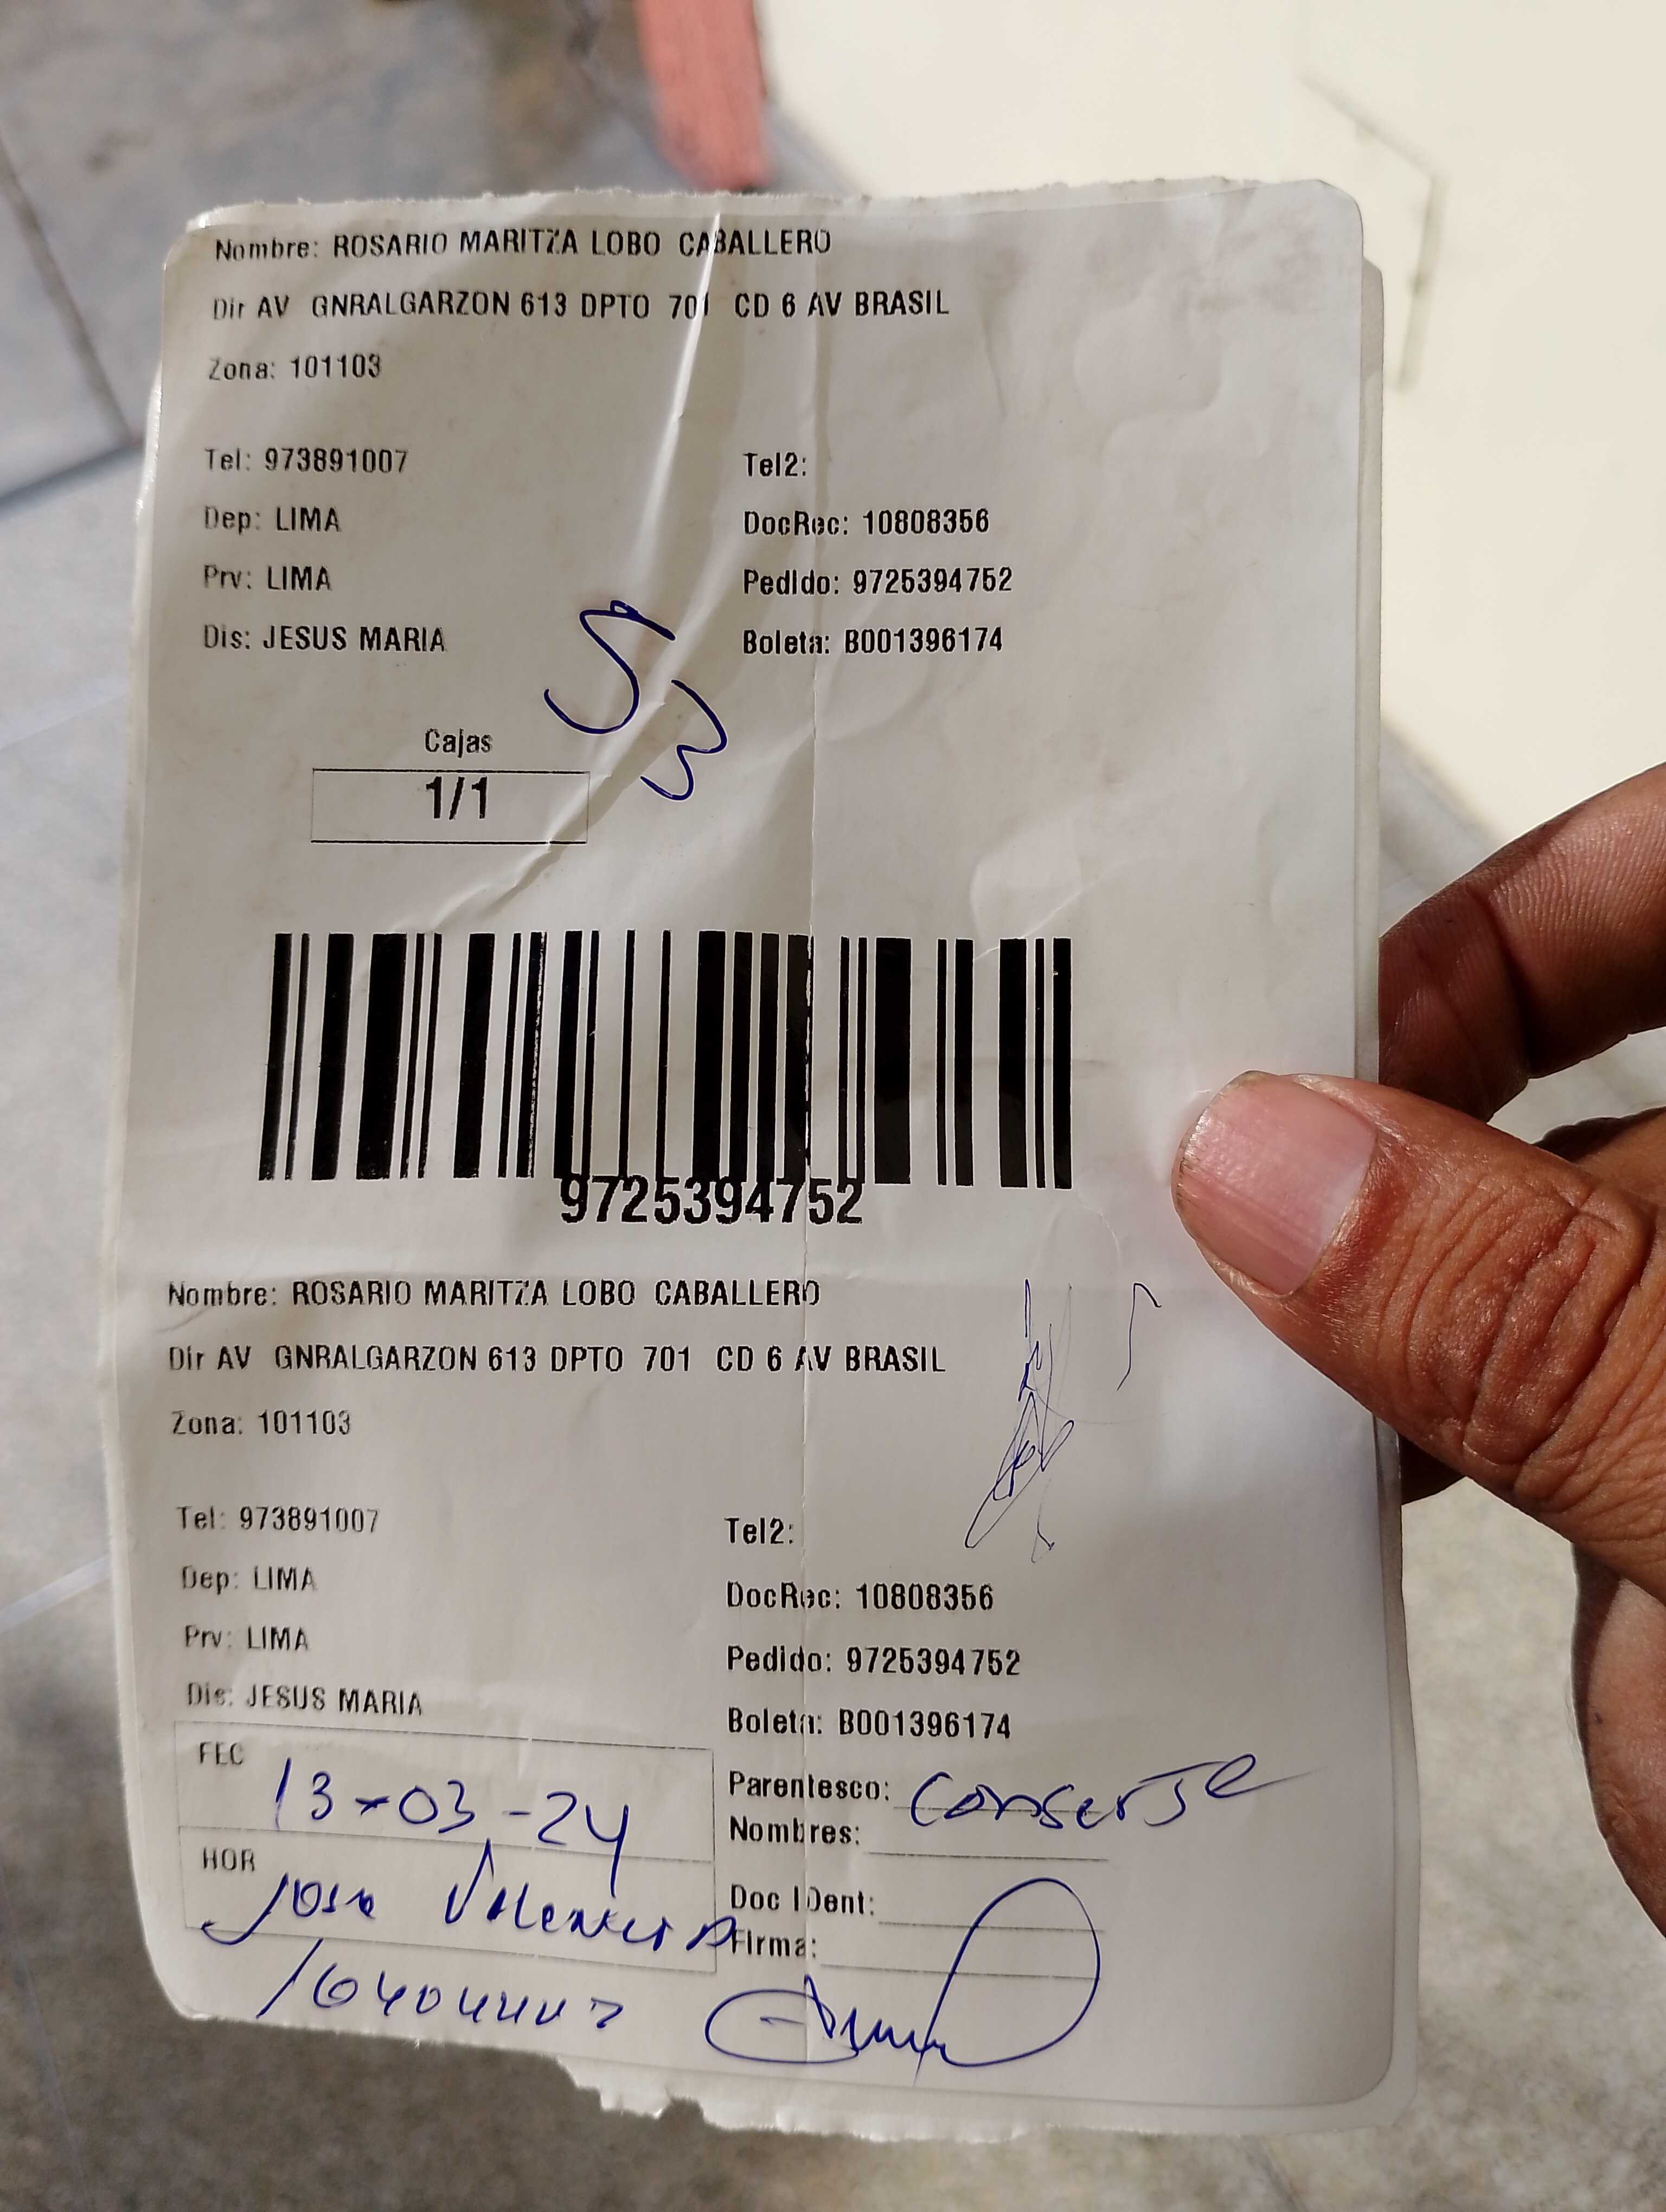 Nombre: ROSARIO MARITZA LOBO CABALLERO
Dir AV GNRALGARZON 613 DPTO 701 CD 6 AV BRASIL
Zona: 101103
Tel: 973891007 Tel2:
Dep: LIMA DocRec: 10808356
Prv: LIMA Pedido: 9725394752
Dis: JESUS MARIA Boleta: B001396174
53
Cajas
1/1
9725394752
Nombre: ROSARIO MARITZA LOBO CABALLERO
Dir AV GNRALGARZON 613 DPTO 701 CD 6 AV BRASIL
Zona: 101103
Tel: 973891007 Tel2:
Dep: LIMA DocRec: 10808356
Prv: LIMA Pedido: 9725394752
Dis: JESUS MARIA Boleta: B001396174
FEC 13-03-24 Parentesco: Conserje
Nombres:
HOR Doc IDent:
Firma: